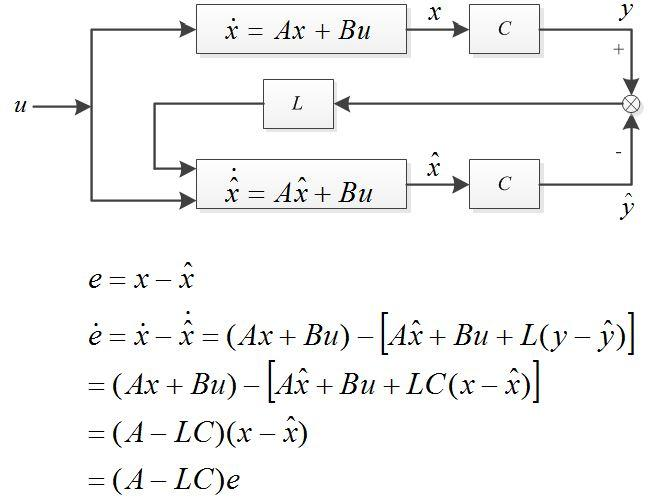 ẋ = Ax + Bu
x
C
y
+
u
L
-
x̂̇ = Ax̂ + Bu
x̂
C
ŷ
e = x − x̂
ė = ẋ − x̂̇ = (Ax + Bu) − [Ax̂ + Bu + L(y − ŷ)]
= (Ax + Bu) − [Ax̂ + Bu + LC(x − x̂)]
= (A − LC)(x − x̂)
= (A − LC)e